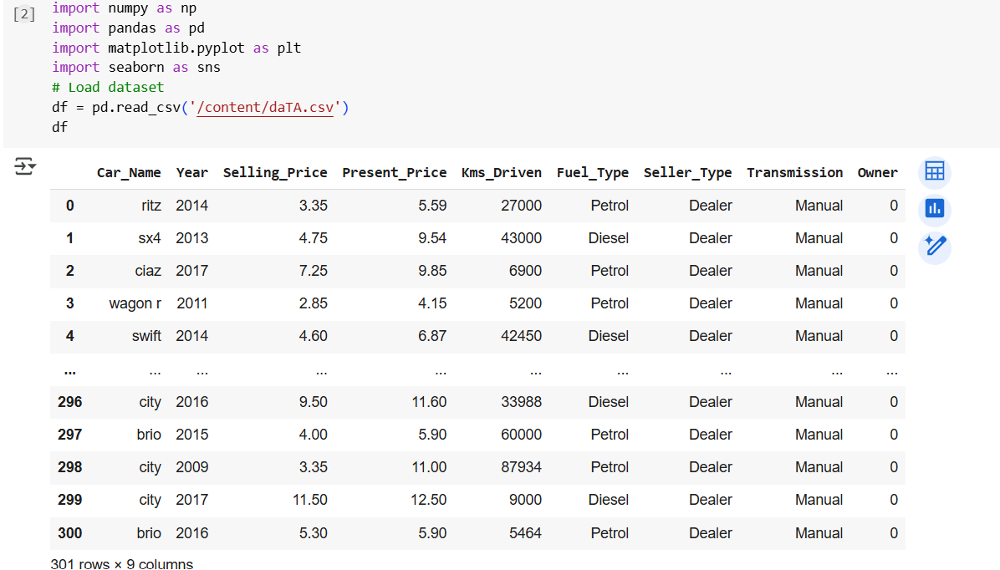 [2]
import numpy as np
import pandas as pd
import matplotlib.pyplot as plt
import seaborn as sns
# Load dataset
df = pd.read_csv('/content/daTA.csv')
df
Car_Name Year Selling_Price Present_Price Kms_Driven Fuel_Type Seller_Type Transmission Owner
0 ritz 2014 3.35 5.59 27000 Petrol Dealer Manual 0
1 sx4 2013 4.75 9.54 43000 Diesel Dealer Manual 0
2 ciaz 2017 7.25 9.85 6900 Petrol Dealer Manual 0
3 wagon r 2011 2.85 4.15 5200 Petrol Dealer Manual 0
4 swift 2014 4.60 6.87 42450 Diesel Dealer Manual 0
... ... ... ... ... ... ... ... ... ...
296 city 2016 9.50 11.60 33988 Diesel Dealer Manual 0
297 brio 2015 4.00 5.90 60000 Petrol Dealer Manual 0
298 city 2009 3.35 11.00 87934 Petrol Dealer Manual 0
299 city 2017 11.50 12.50 9000 Diesel Dealer Manual 0
300 brio 2016 5.30 5.90 5464 Petrol Dealer Manual 0
301 rows × 9 columns